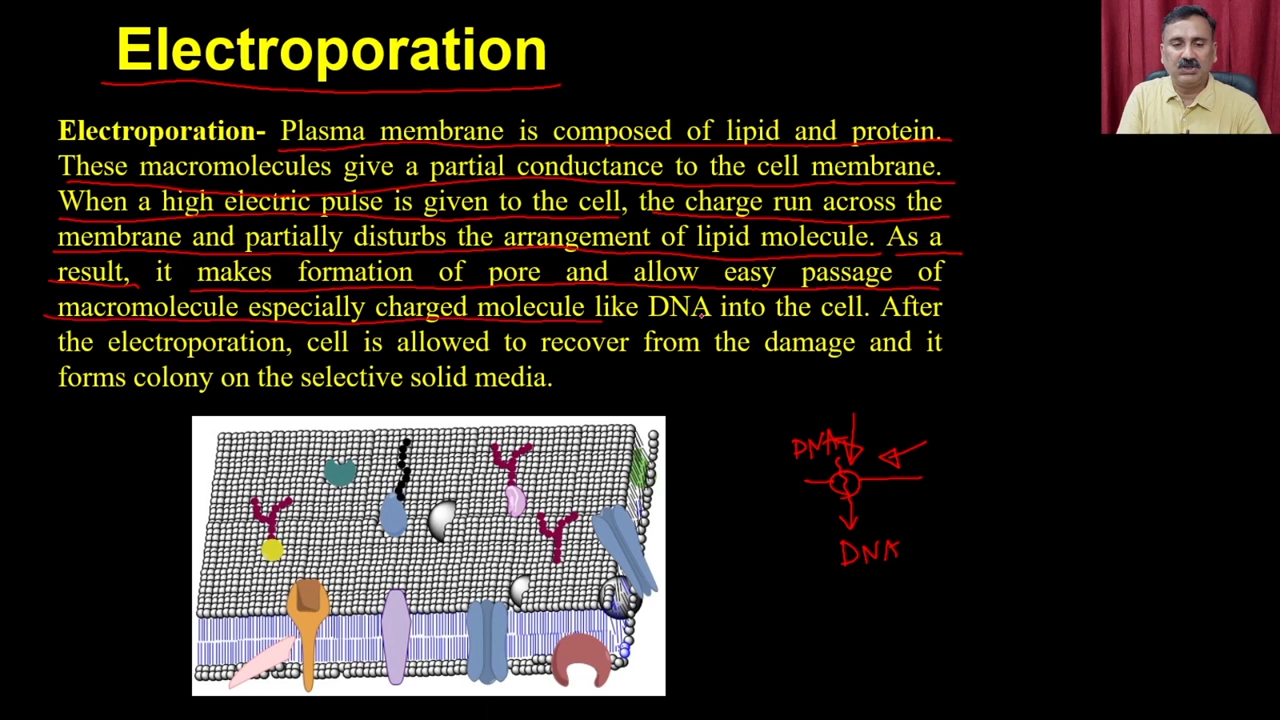 Electroporation
Electroporation- Plasma membrane is composed of lipid and protein.
These macromolecules give a partial conductance to the cell membrane.
When a high electric pulse is given to the cell, the charge run across the
membrane and partially disturbs the arrangement of lipid molecule. As a
result, it makes formation of pore and allow easy passage of
macromolecule especially charged molecule like DNA into the cell. After
the electroporation, cell is allowed to recover from the damage and it
forms colony on the selective solid media.
DNA
DNA